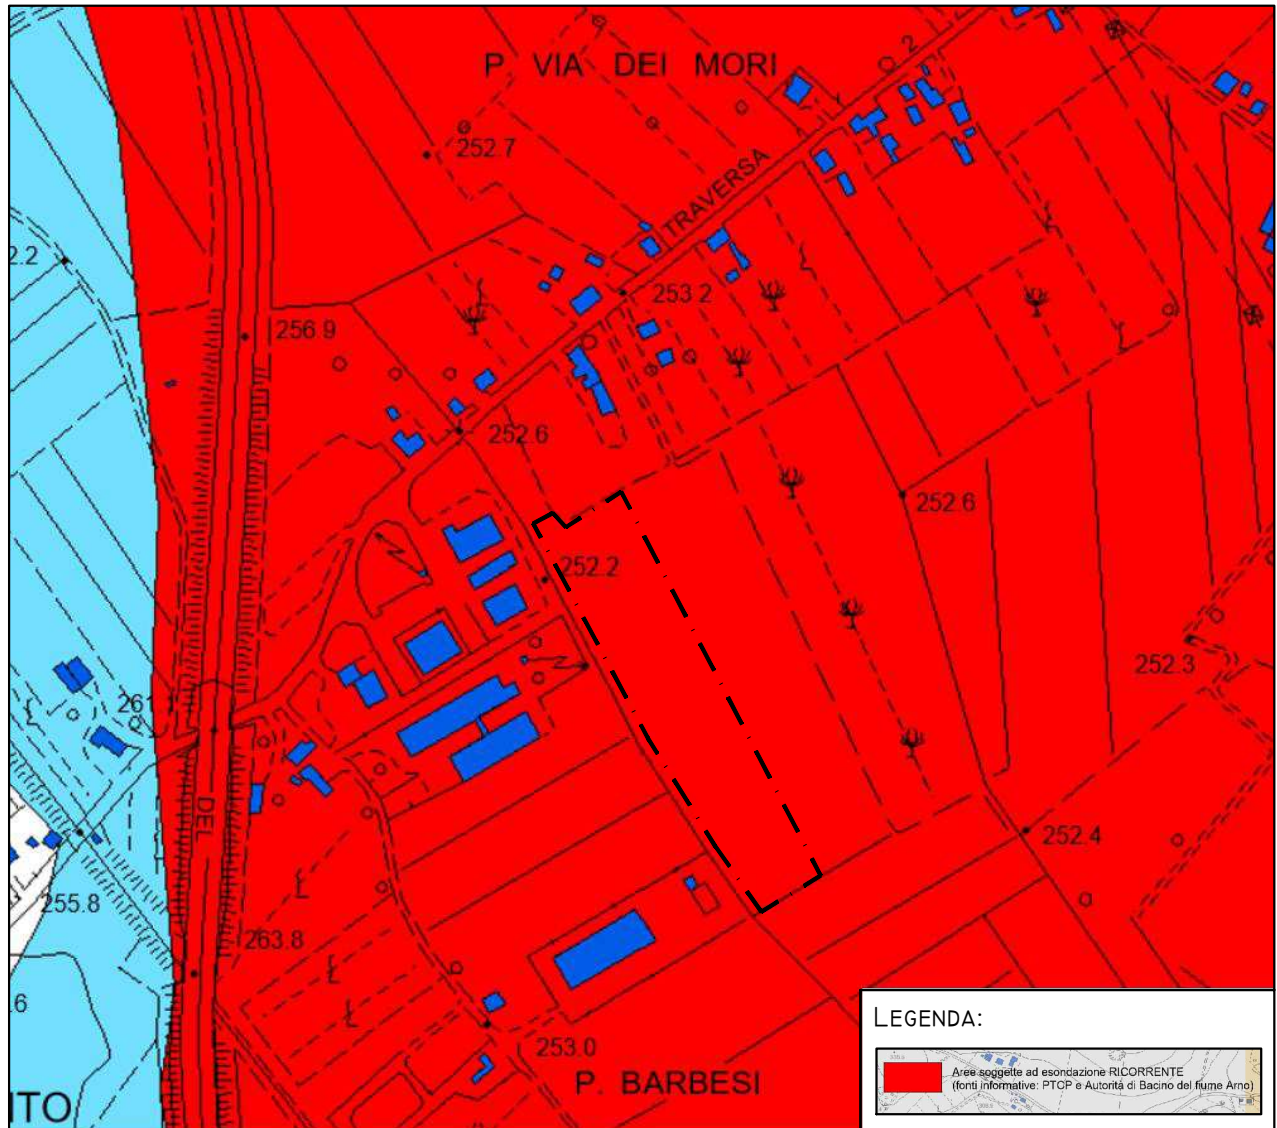 P. VIA DEI MORI
2
252.7
TRAVERSA
2.2
253 2
256 9
252.6
252.6
252.2
252.3
261.1
DEL
252.4
255.8
263.8
.6
253.0
P. BARBESI
ITO
LEGENDA:
Aree soggette ad esondazione RICORRENTE
(fonti informative: PTCP e Autorità di Bacino del fiume Arno)